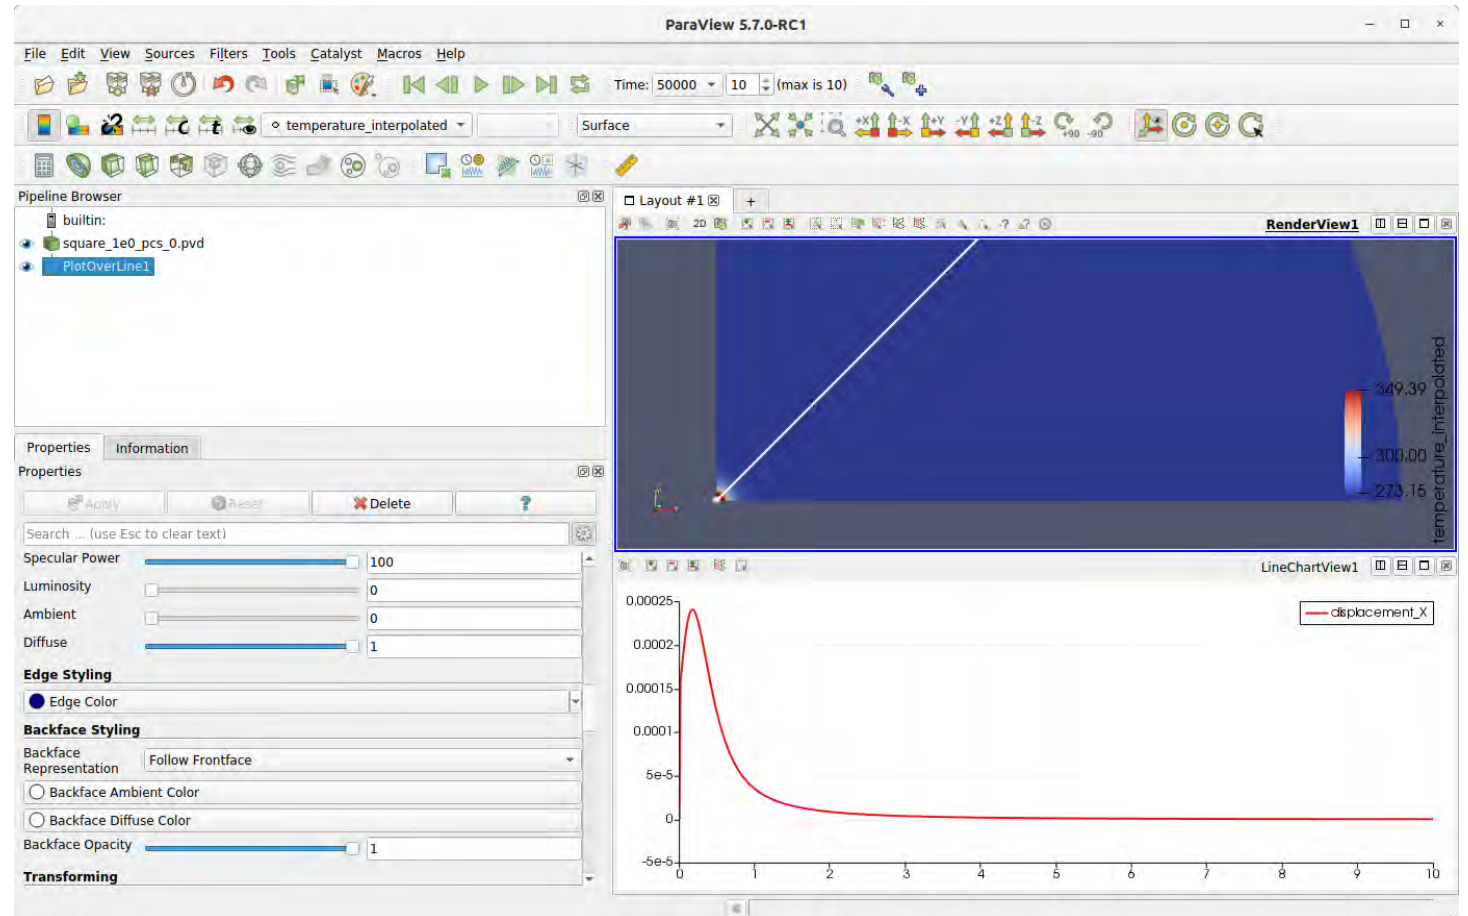 ParaView 5.7.0-RC1
File Edit View Sources Filters Tools Catalyst Macros Help
Time: 50000 10 (max is 10)
temperature_interpolated Surface +X -X +Y -Y +Z -Z +90 -90
Pipeline Browser
builtin:
square_1e0_pcs_0.pvd
PlotOverLine1
Layout #1 +
2D RenderView1
temperature_interpolated
349.39
300.00
273.15
Properties Information
Properties
Apply Reset Delete ?
Search ... (use Esc to clear text)
Specular Power 100
Luminosity 0
Ambient 0
Diffuse 1
Edge Styling
Edge Color
Backface Styling
Backface Representation Follow Frontface
Backface Ambient Color
Backface Diffuse Color
Backface Opacity 1
Transforming
LineChartView1
displacement_X
0.00025
0.0002
0.00015
0.0001
5e-5
0
-5e-5
0 1 2 3 4 5 6 7 8 9 10